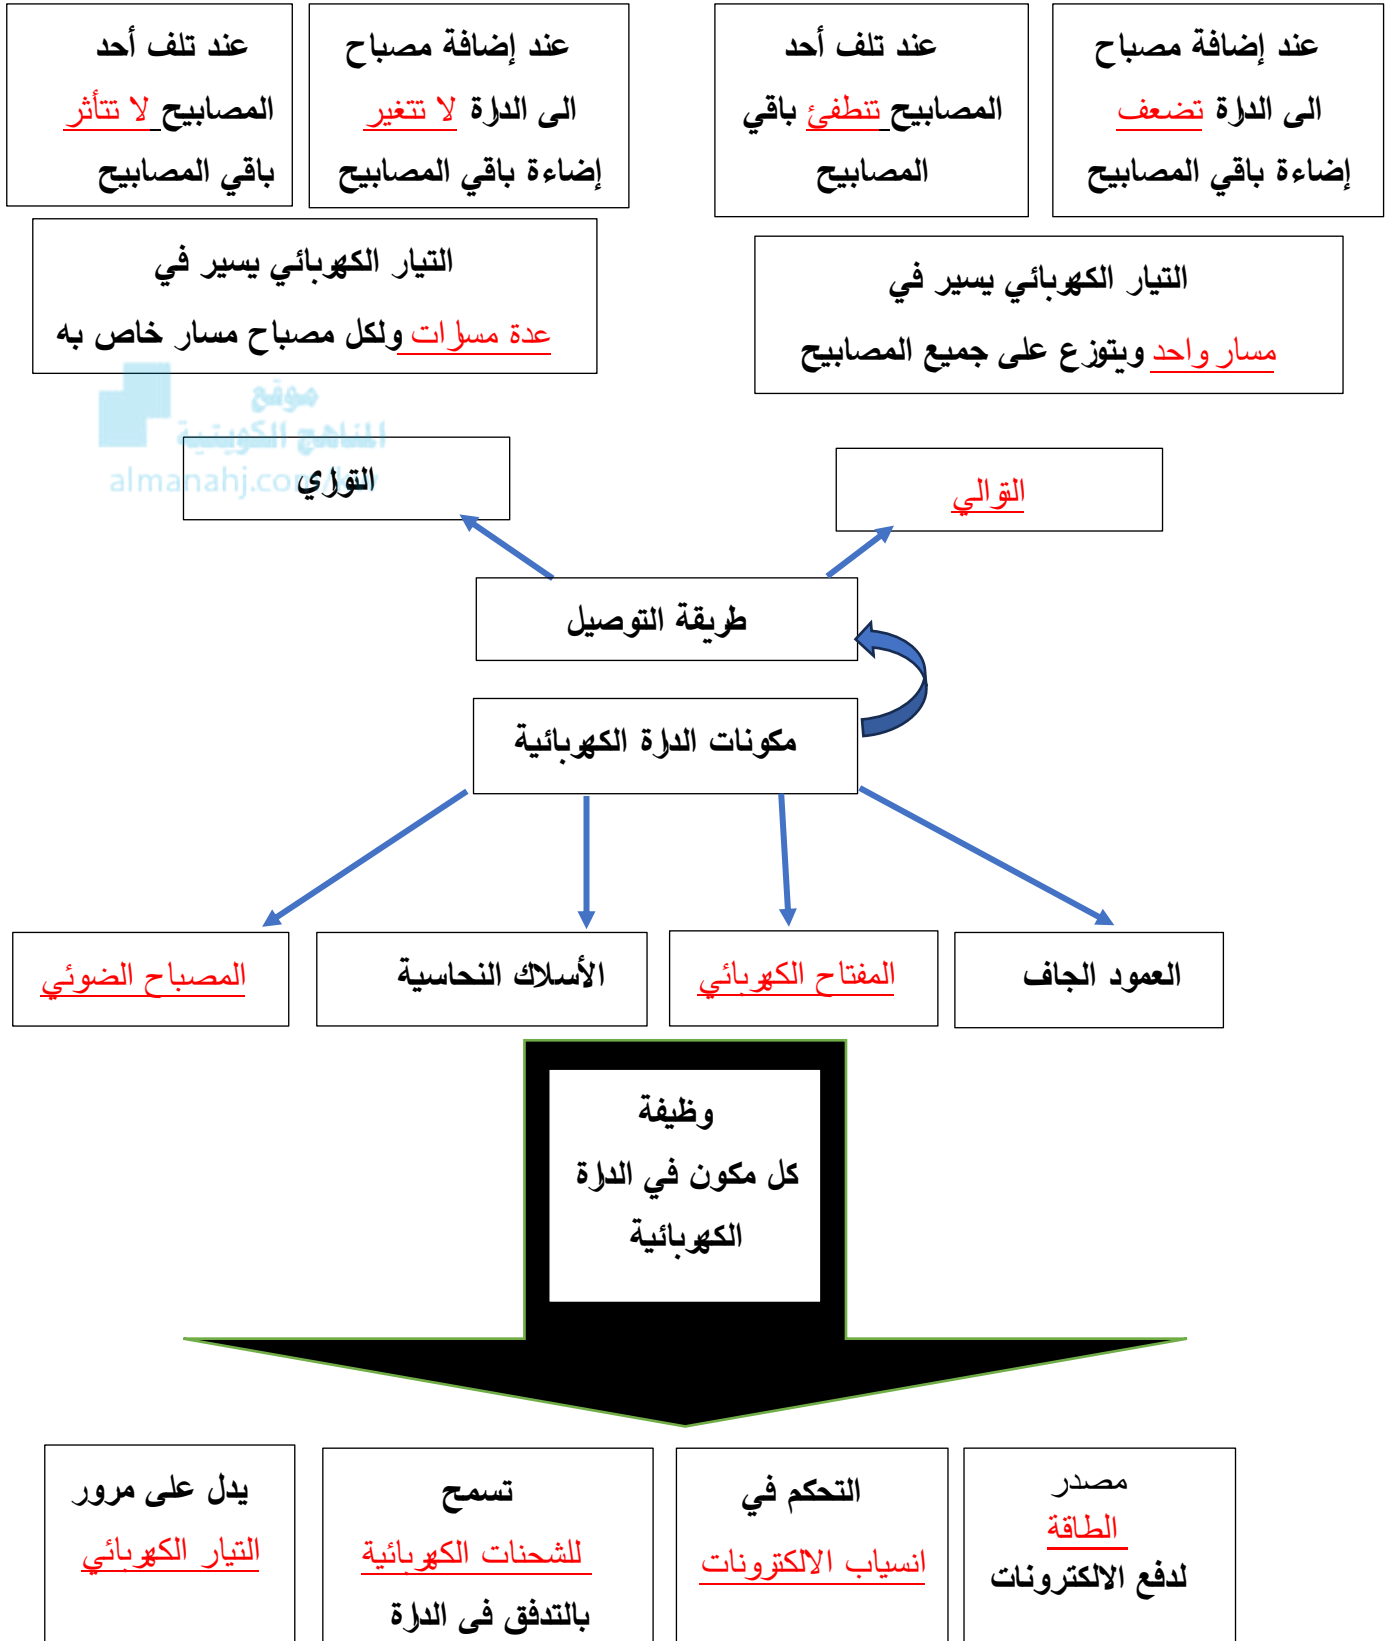 عند إضافة مصباح
الى الدارة تضعف
إضاءة باقي المصابيح
عند تلف أحد
المصابيح تنطفئ باقي
المصابيح
عند إضافة مصباح
الى الدارة لا تتغير
إضاءة باقي المصابيح
عند تلف أحد
المصابيح لا تتأثر
باقي المصابيح
التيار الكهربائي يسير في
مسار واحد ويتوزع على جميع المصابيح
التيار الكهربائي يسير في
عدة مسارات ولكل مصباح مسار خاص به
موقع
المناهج الكويتية
التوالي
التوازي
طريقة التوصيل
مكونات الدارة الكهربائية
العمود الجاف
المفتاح الكهربائي
الأسلاك النحاسية
المصباح الضوئي
وظيفة
كل مكون في الدارة
الكهربائية
مصدر
الطاقة
لدفع الالكترونات
التحكم في
انسياب الالكترونات
تسمح
للشحنات الكهربائية
بالتدفق فى الدارة
يدل على مرور
التيار الكهربائي